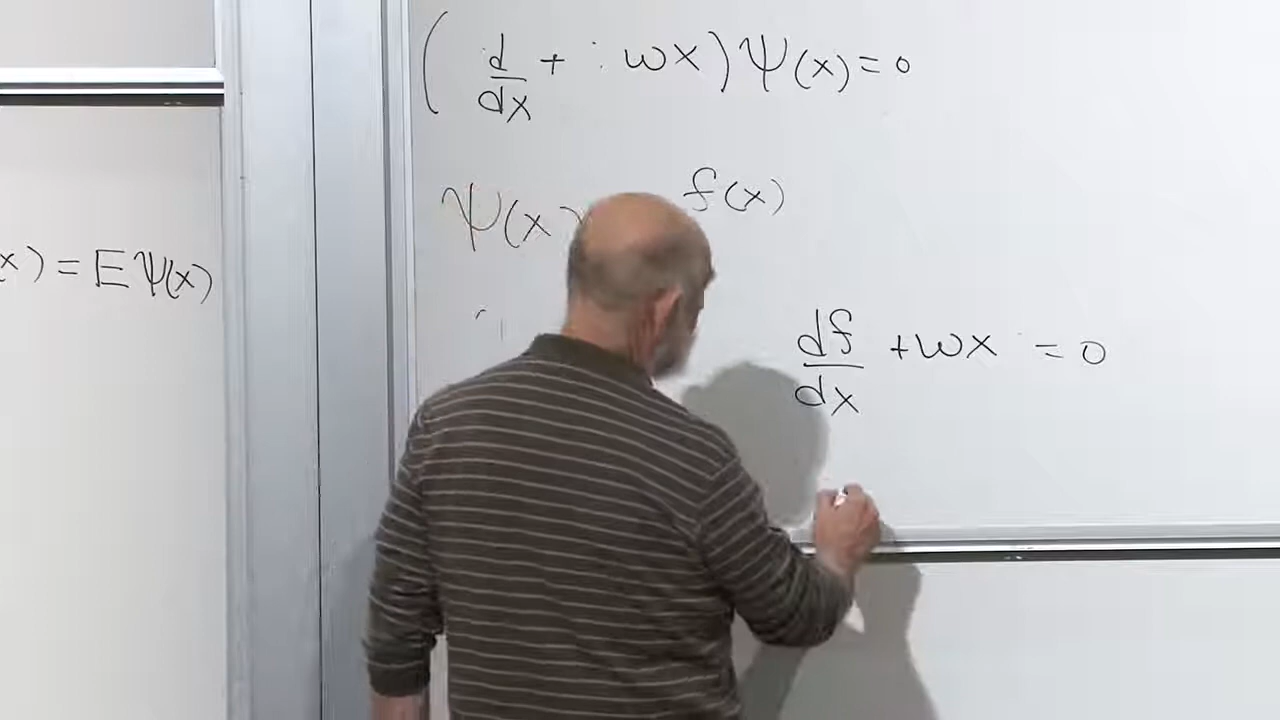 (d/dx + ωx)Ψ(x)=0
Ψ(x) f(x)
x)=EΨ(x)
df/dx +ωx =0